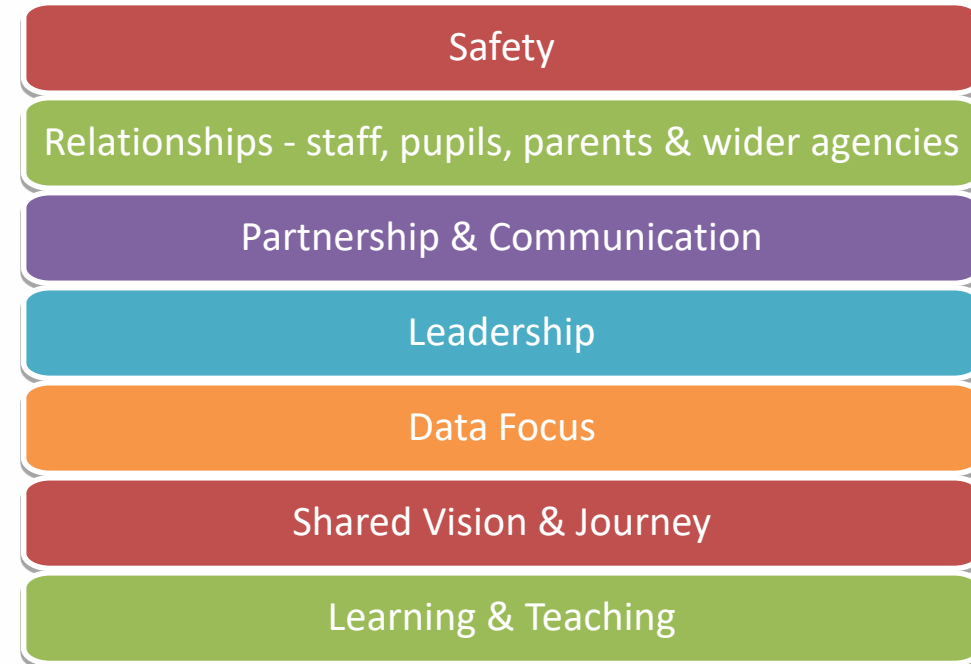 Safety
Relationships - staff, pupils, parents & wider agencies
Partnership & Communication
Leadership
Data Focus
Shared Vision & Journey
Learning & Teaching